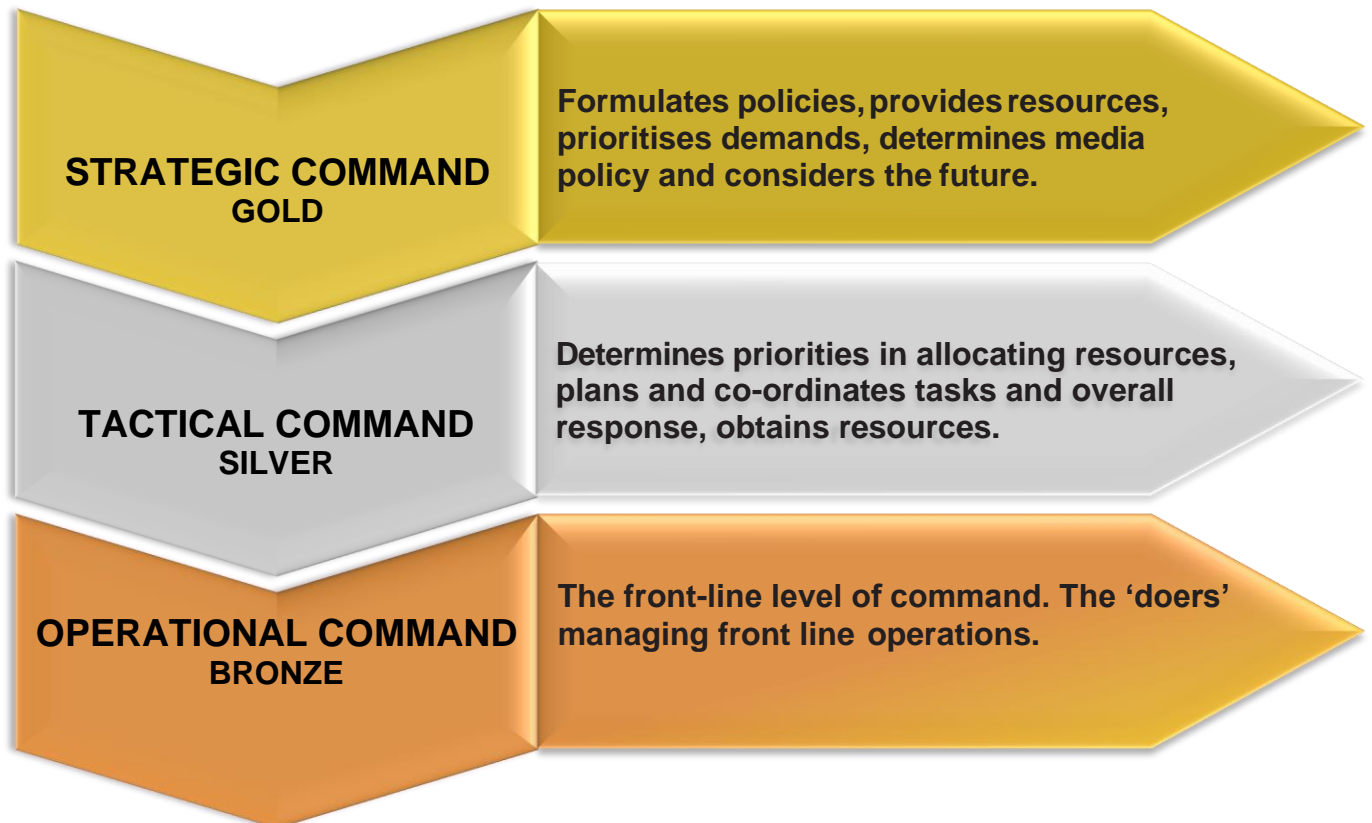 STRATEGIC COMMAND
GOLD
Formulates policies, provides resources,
prioritises demands, determines media
policy and considers the future.
TACTICAL COMMAND
SILVER
Determines priorities in allocating resources,
plans and co-ordinates tasks and overall
response, obtains resources.
OPERATIONAL COMMAND
BRONZE
The front-line level of command. The ‘doers’
managing front line operations.